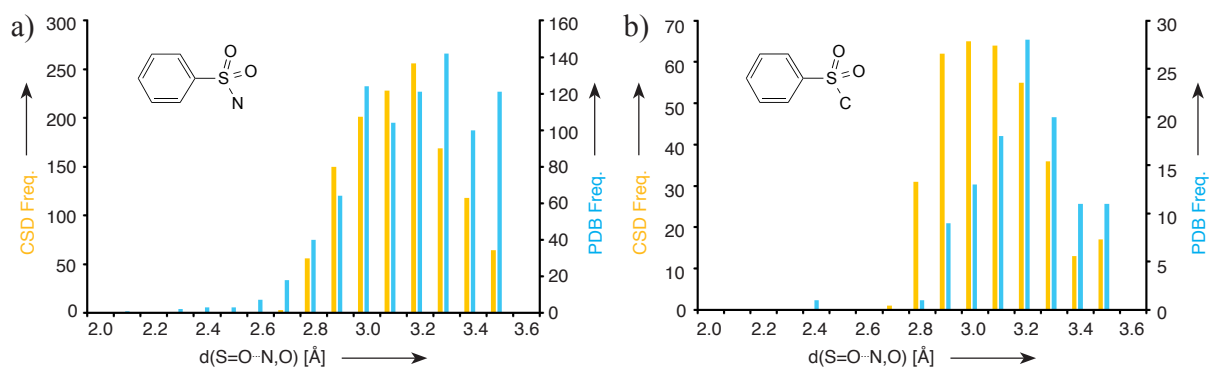 a)
300
250
200
150
100
50
0
CSD Freq.
160
140
120
100
80
60
40
20
0
PDB Freq.
O
S O
N
2.0 2.2 2.4 2.6 2.8 3.0 3.2 3.4 3.6
d(S=O···N,O) [Å]
b)
70
60
50
40
30
20
10
0
CSD Freq.
30
25
20
15
10
5
0
PDB Freq.
O
S O
C
2.0 2.2 2.4 2.6 2.8 3.0 3.2 3.4 3.6
d(S=O···N,O) [Å]